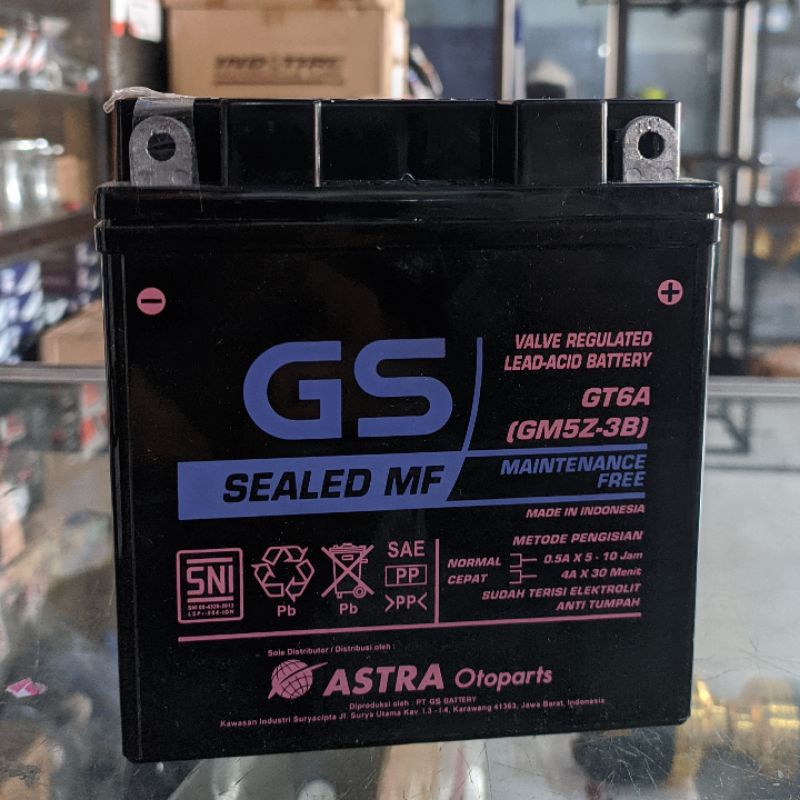 GS
VALVE REGULATED
LEAD-ACID BATTERY
GT6A
(GM5Z-3B)
SEALED MF
MAINTENANCE
FREE
MADE IN INDONESIA
METODE PENGISIAN
NORMAL 0.5A X 5 - 10 Jam
CEPAT 4A X 30 Menit
SUDAH TERISI ELEKTROLIT
ANTI TUMPAH
SNI
Pb
Pb
SAE
PP
>PP<
Sole Distributor / Distribusi oleh :
ASTRA Otoparts
Diproduksi oleh : PT GS BATTERY
Kawasan Industri Suryacipta Jl. Surya Utama Kav. I.3 - I.4, Karawang 41363, Jawa Barat, Indonesia